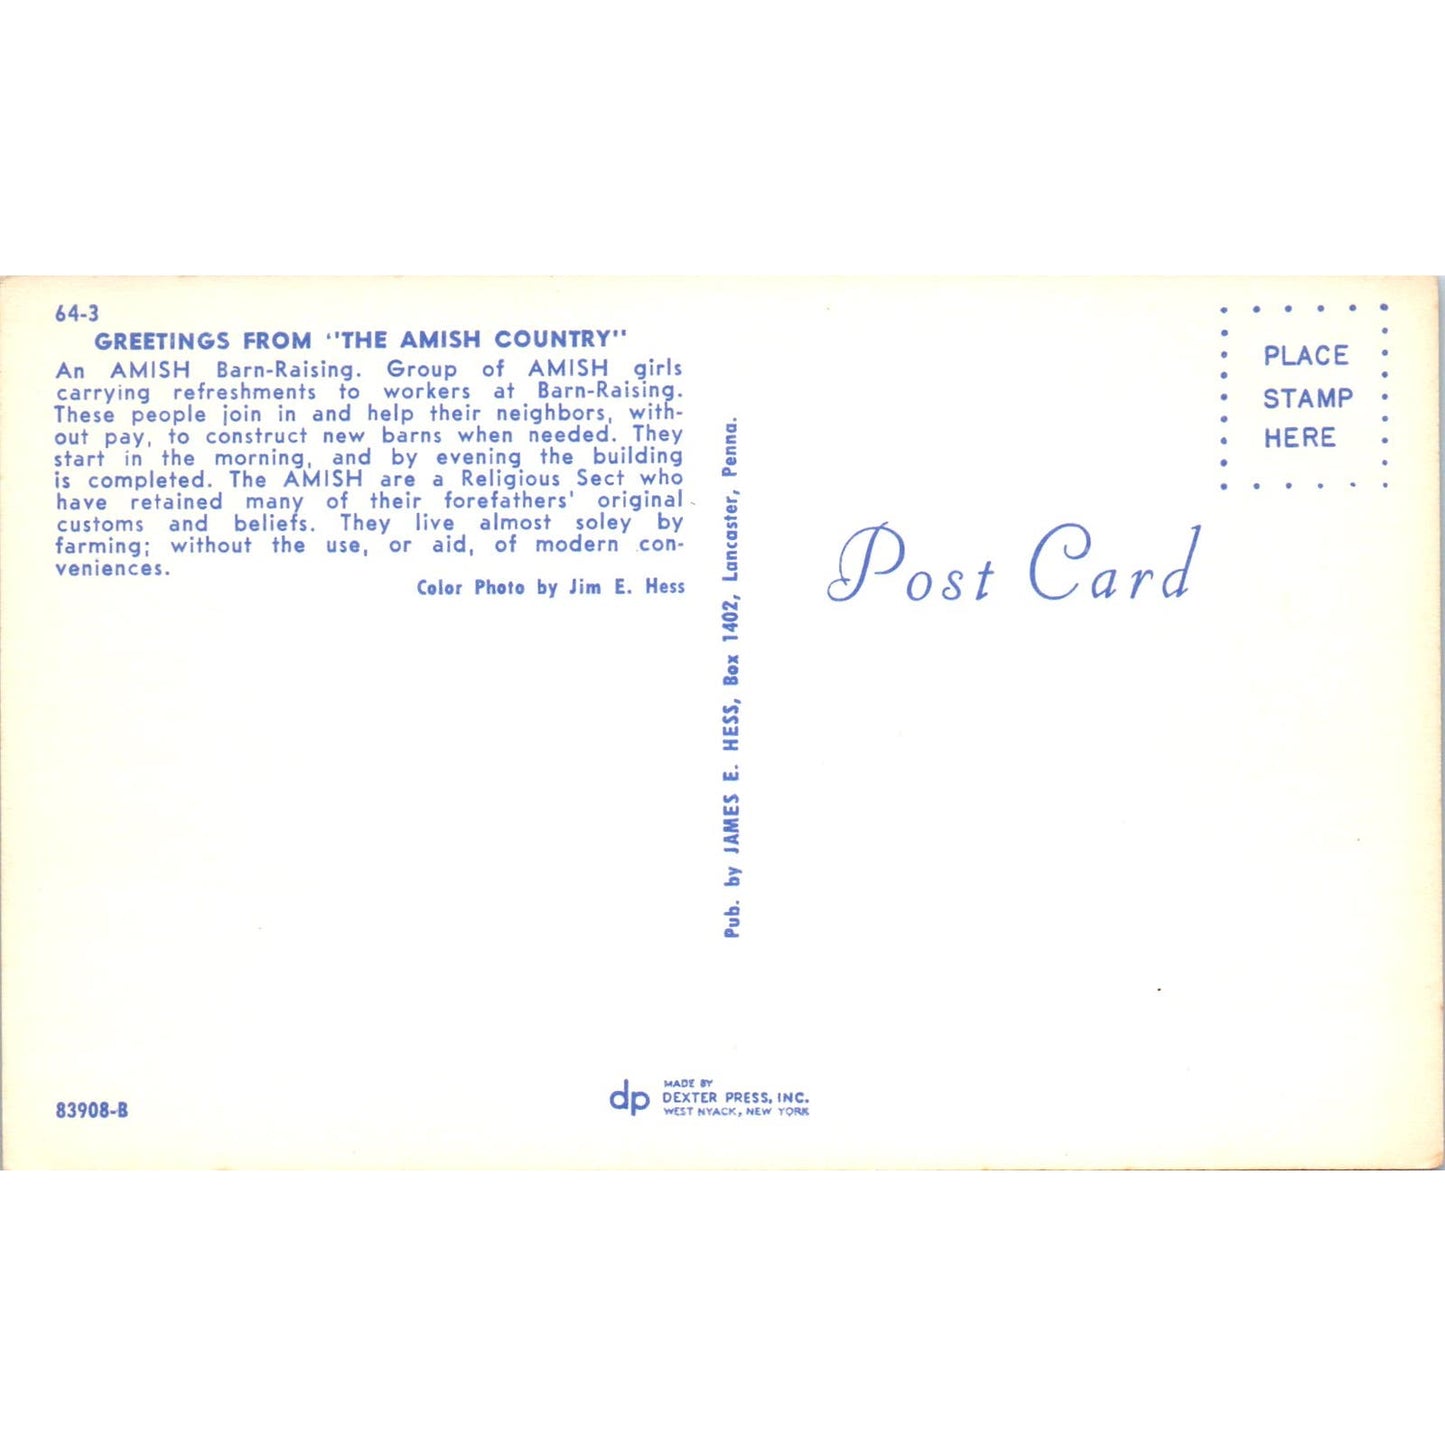 64-3
GREETINGS FROM "THE AMISH COUNTRY"
An AMISH Barn-Raising. Group of AMISH girls
carrying refreshments to workers at Barn-Raising.
These people join in and help their neighbors, with-
out pay, to construct new barns when needed. They
start in the morning, and by evening the building
is completed. The AMISH are a Religious Sect who
have retained many of their forefathers' original
customs and beliefs. They live almost soley by
farming; without the use, or aid, of modern con-
veniences.
Color Photo by Jim E. Hess
83908-B
Pub. by JAMES E. HESS, Box 1402, Lancaster, Penna.
dp
MADE BY
DEXTER PRESS, INC.
WEST NYACK, NEW YORK
Post Card
PLACE
STAMP
HERE